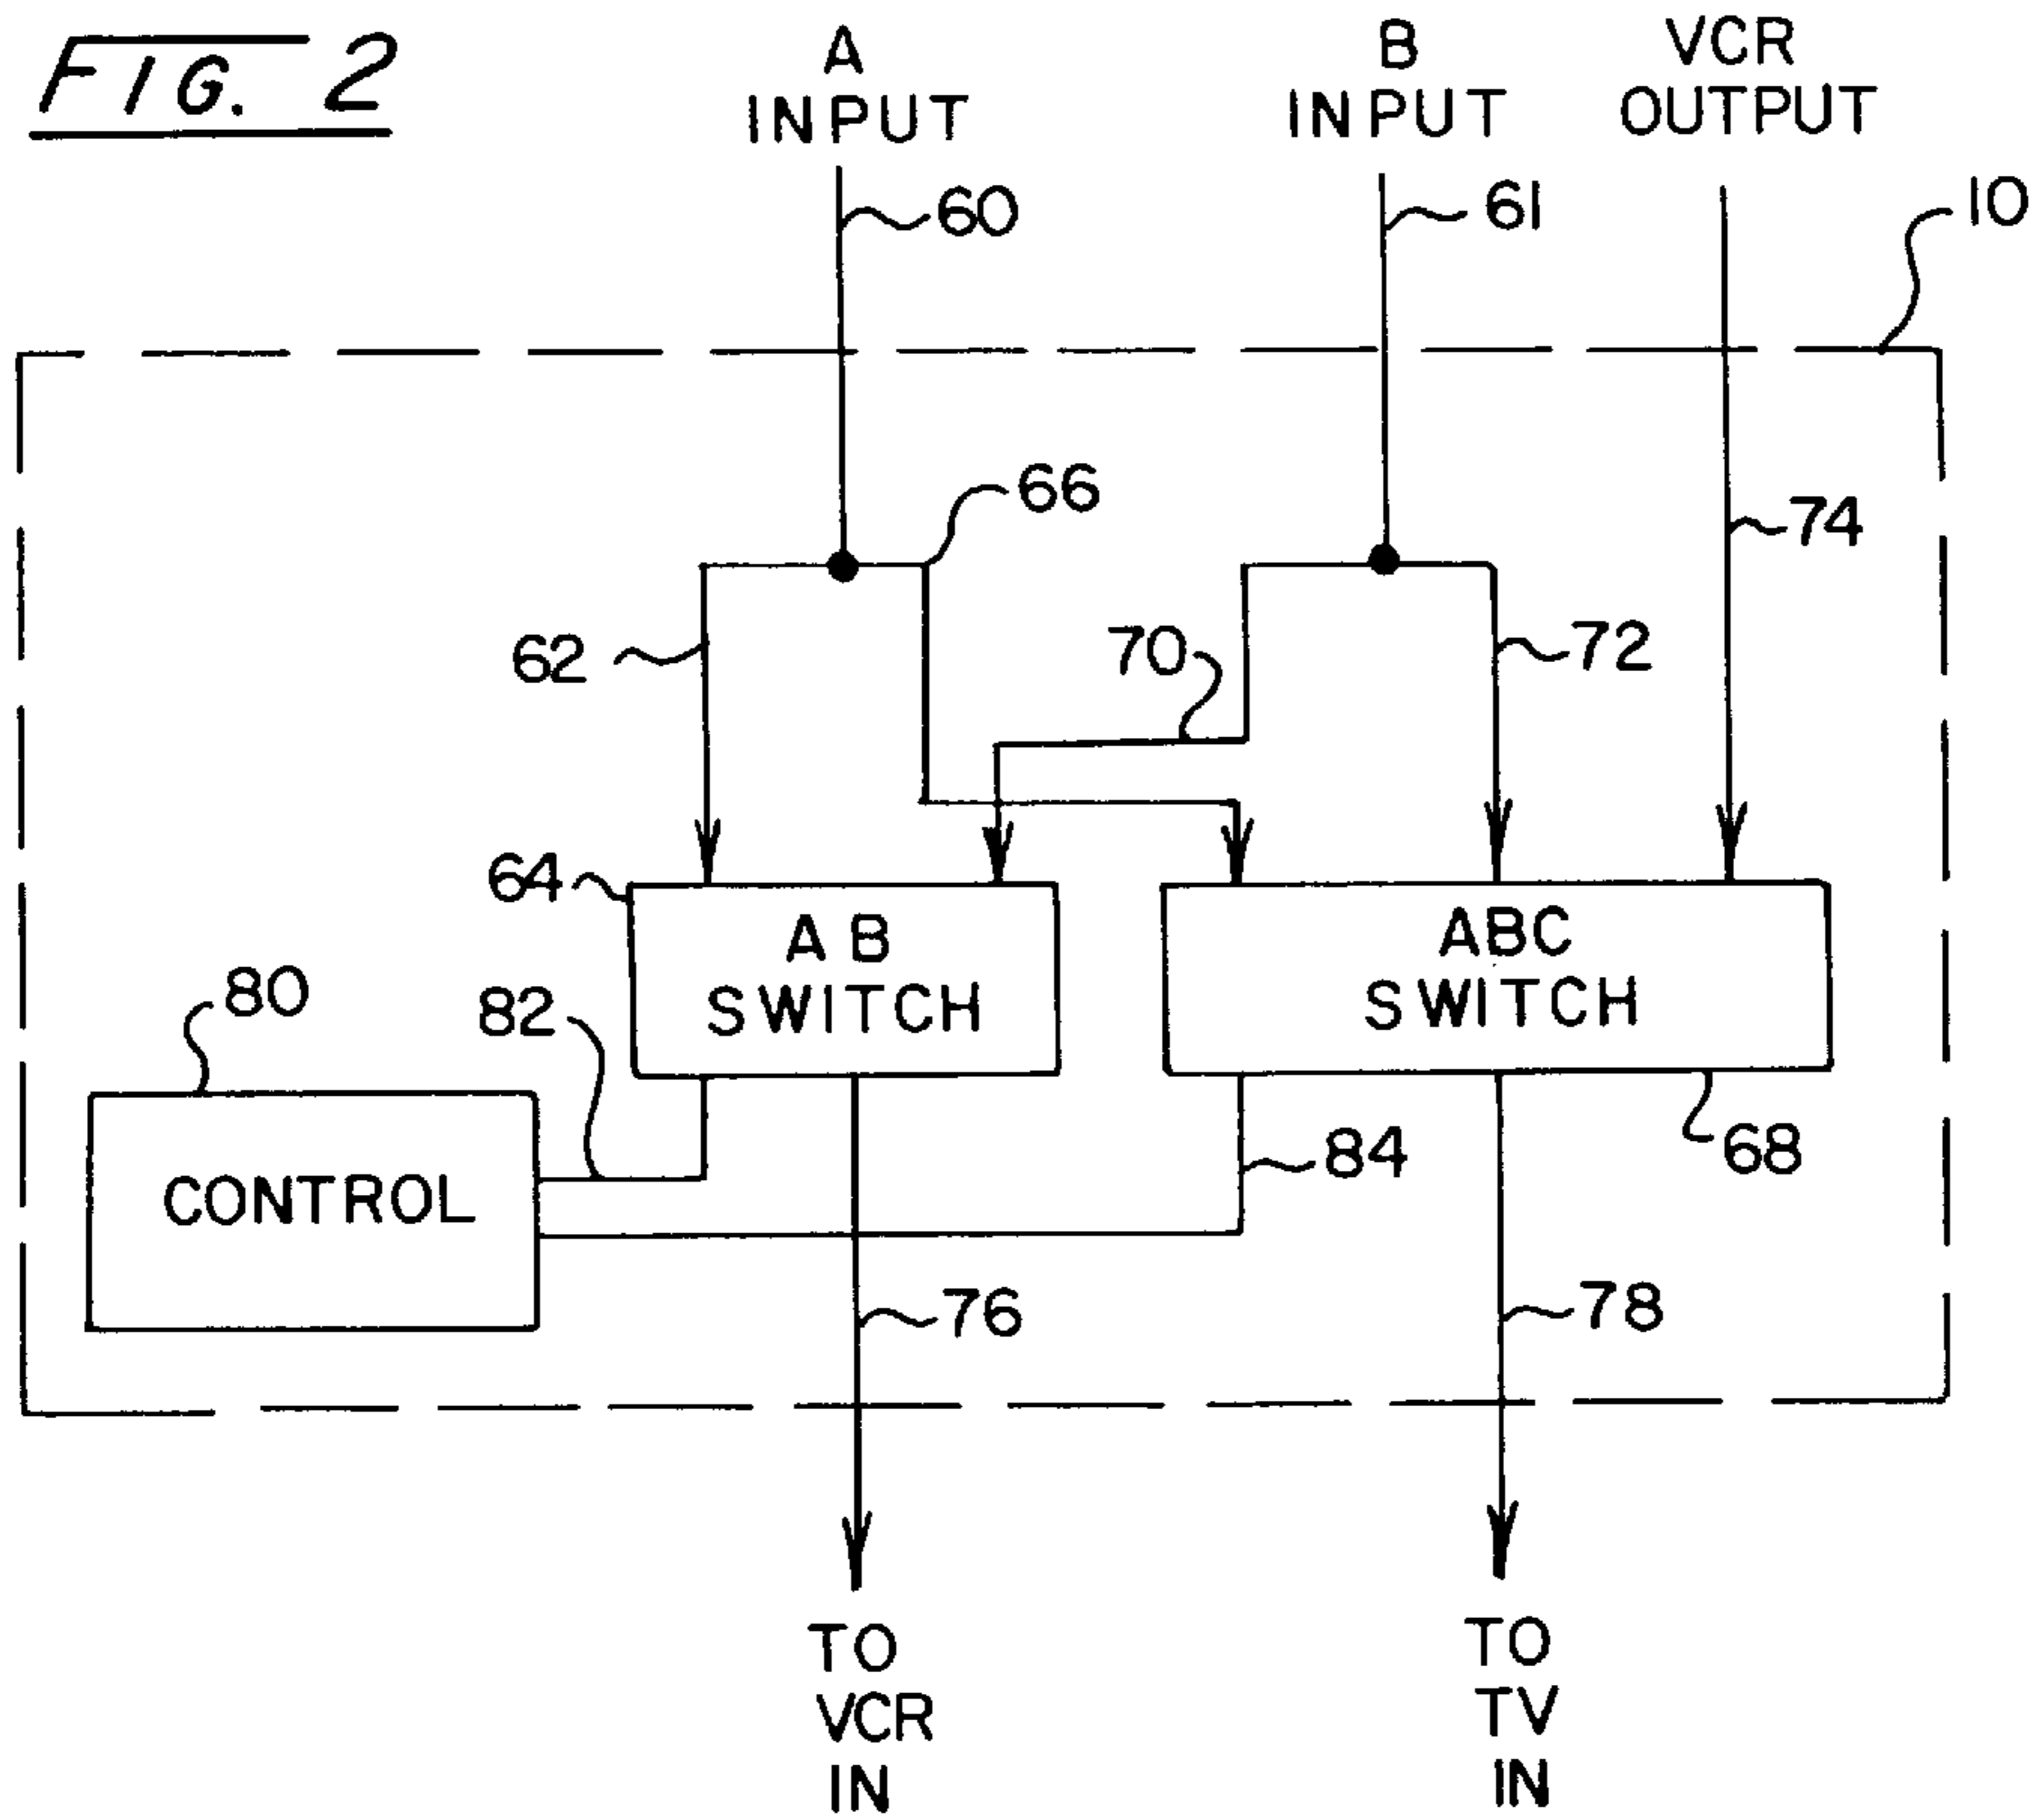 FIG. 2
A
INPUT
B
INPUT
VCR
OUTPUT
60
61
10
66
74
62
70
72
64
A B
SWITCH
ABC
SWITCH
80
82
CONTROL
84
68
76
78
TO
VCR
IN
TO
TV
IN